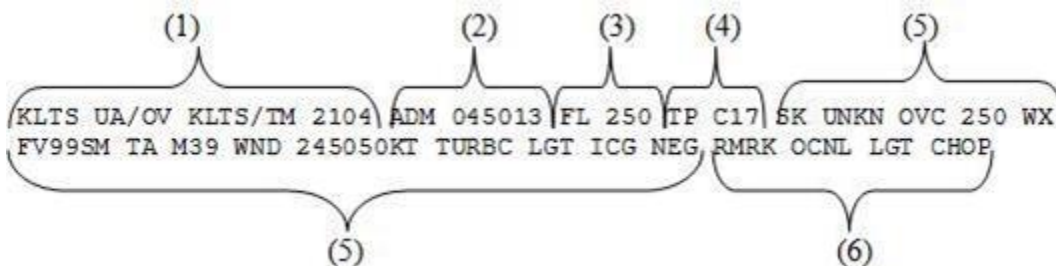 (1) (2) (3) (4) (5)
KLTS UA/OV KLTS/TM 2104 ADM 045013 FL 250 TP C17 SK UNKN OVC 250 WX
FV99SM TA M39 WND 245050KT TURBC LGT ICG NEG RMRK OCNL LGT CHOP
(5) (6)